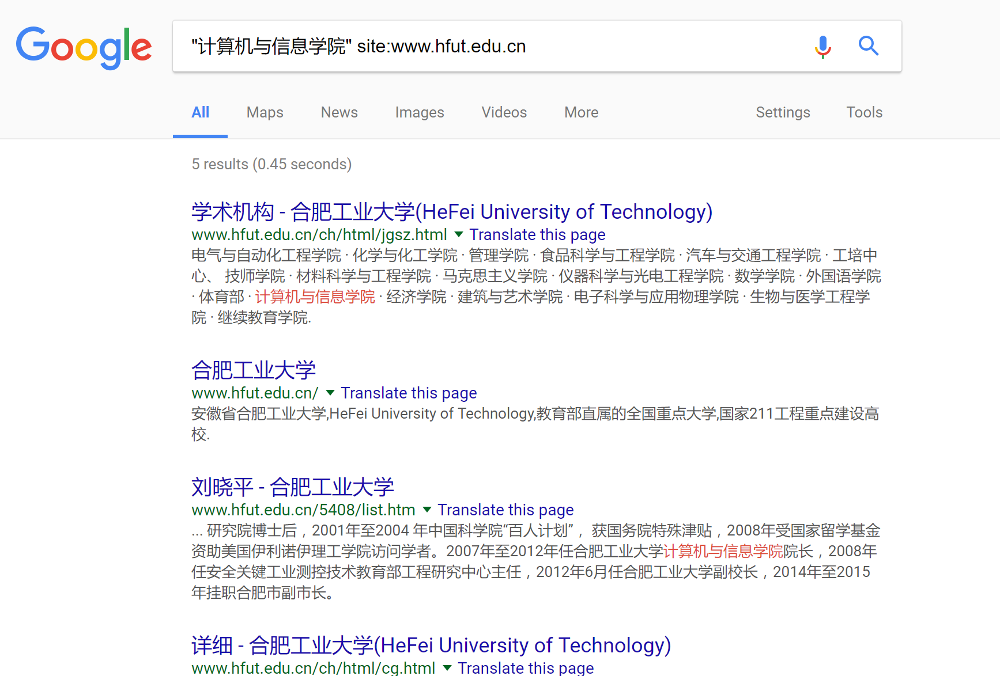 Google
"计算机与信息学院" site:www.hfut.edu.cn
All Maps News Images Videos More Settings Tools
5 results (0.45 seconds)
学术机构 - 合肥工业大学(HeFei University of Technology)
www.hfut.edu.cn/ch/html/jgsz.html ▼ Translate this page
电气与自动化工程学院 · 化学与化工学院 · 管理学院 · 食品科学与工程学院 · 汽车与交通工程学院 · 工培中
心、 技师学院 · 材料科学与工程学院 · 马克思主义学院 · 仪器科学与光电工程学院 · 数学学院 · 外国语学院
· 体育部 · 计算机与信息学院 · 经济学院 · 建筑与艺术学院 · 电子科学与应用物理学院 · 生物与医学工程学
院 · 继续教育学院.
合肥工业大学
www.hfut.edu.cn/ ▼ Translate this page
安徽省合肥工业大学,HeFei University of Technology,教育部直属的全国重点大学,国家211工程重点建设高
校.
刘晓平 - 合肥工业大学
www.hfut.edu.cn/5408/list.htm ▼ Translate this page
... 研究院博士后，2001年至2004 年中国科学院“百人计划”， 获国务院特殊津贴，2008年受国家留学基金
资助美国伊利诺伊理工学院访问学者。2007年至2012年任合肥工业大学计算机与信息学院院长，2008年
任安全关键工业测控技术教育部工程研究中心主任，2012年6月任合肥工业大学副校长，2014年至2015
年挂职合肥市副市长。
详细 - 合肥工业大学(HeFei University of Technology)
www.hfut.edu.cn/ch/html/cg.html ▼ Translate this page